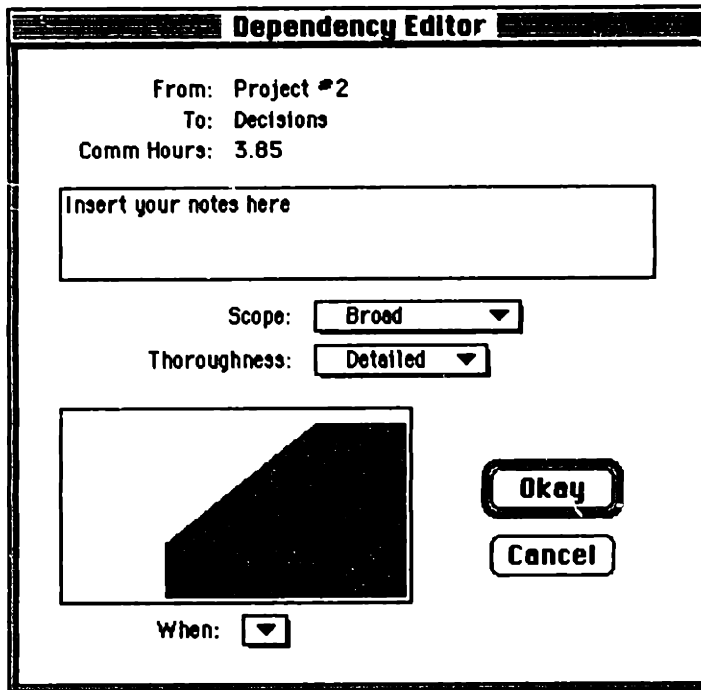 Dependency Editor
From: Project #2
To: Decisions
Comm Hours: 3.85
Insert your notes here
Scope: Broad
Thoroughness: Detailed
Okay
Cancel
When: